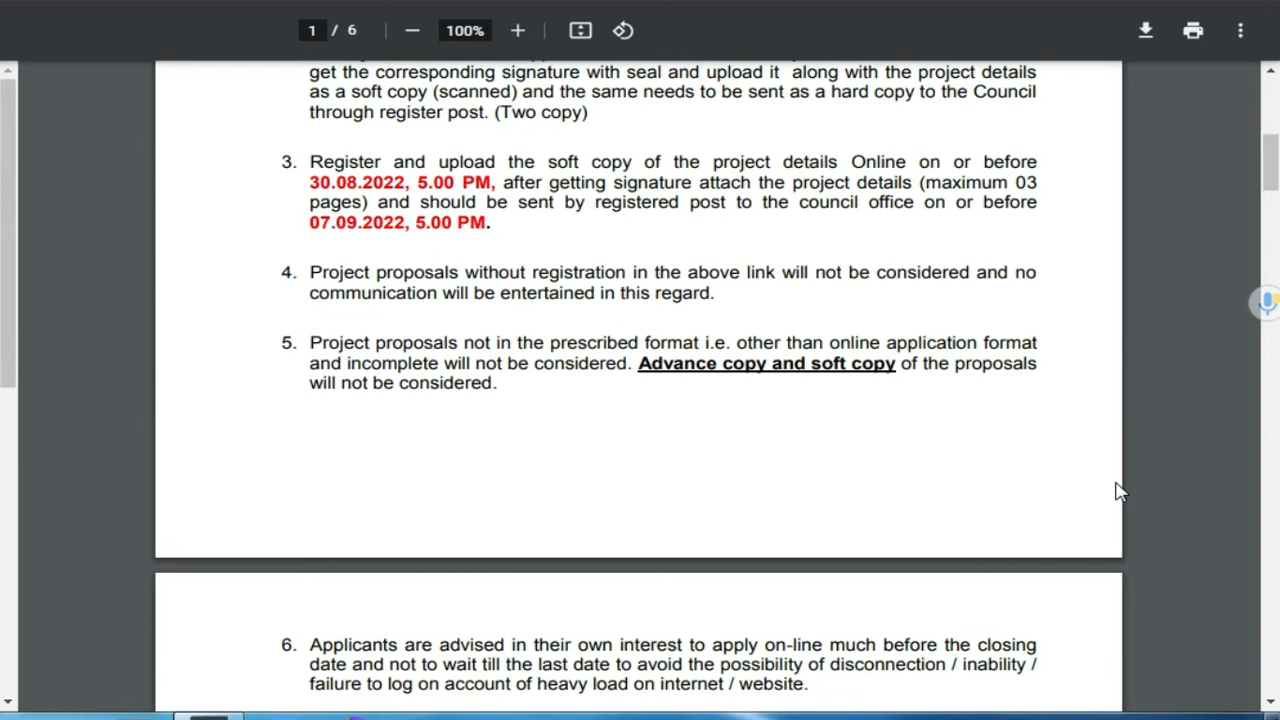 1 / 6
100%
get the corresponding signature with seal and upload it along with the project details
as a soft copy (scanned) and the same needs to be sent as a hard copy to the Council
through register post. (Two copy)
3. Register and upload the soft copy of the project details Online on or before
30.08.2022, 5.00 PM, after getting signature attach the project details (maximum 03
pages) and should be sent by registered post to the council office on or before
07.09.2022, 5.00 PM.
4. Project proposals without registration in the above link will not be considered and no
communication will be entertained in this regard.
5. Project proposals not in the prescribed format i.e. other than online application format
and incomplete will not be considered. Advance copy and soft copy of the proposals
will not be considered.
6. Applicants are advised in their own interest to apply on-line much before the closing
date and not to wait till the last date to avoid the possibility of disconnection / inability /
failure to log on account of heavy load on internet / website.